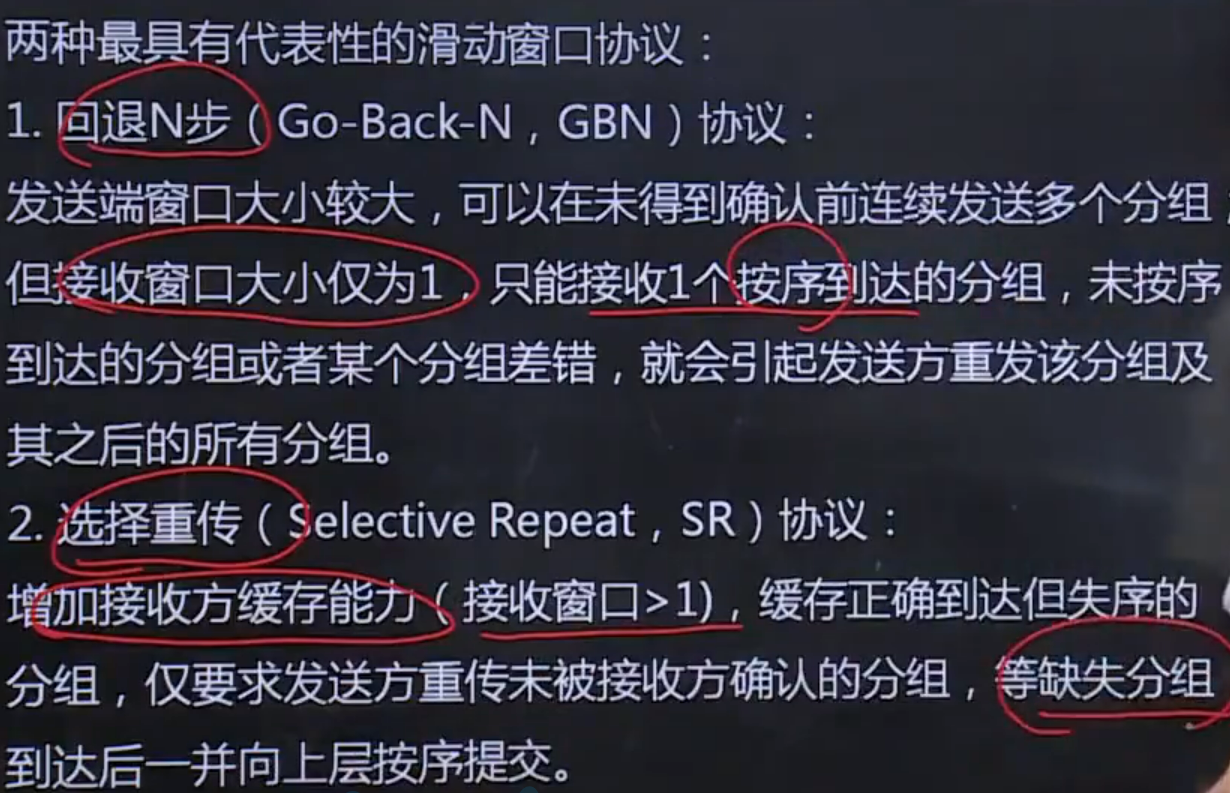 两种最具有代表性的滑动窗口协议：
1. 回退N步（Go-Back-N，GBN）协议：
发送端窗口大小较大，可以在未得到确认前连续发送多个分组
但接收窗口大小仅为1，只能接收1个按序到达的分组，未按序
到达的分组或者某个分组差错，就会引起发送方重发该分组及
其之后的所有分组。
2. 选择重传（Selective Repeat，SR）协议：
增加接收方缓存能力（接收窗口>1)，缓存正确到达但失序的
分组，仅要求发送方重传未被接收方确认的分组，等缺失分组
到达后一并向上层按序提交。